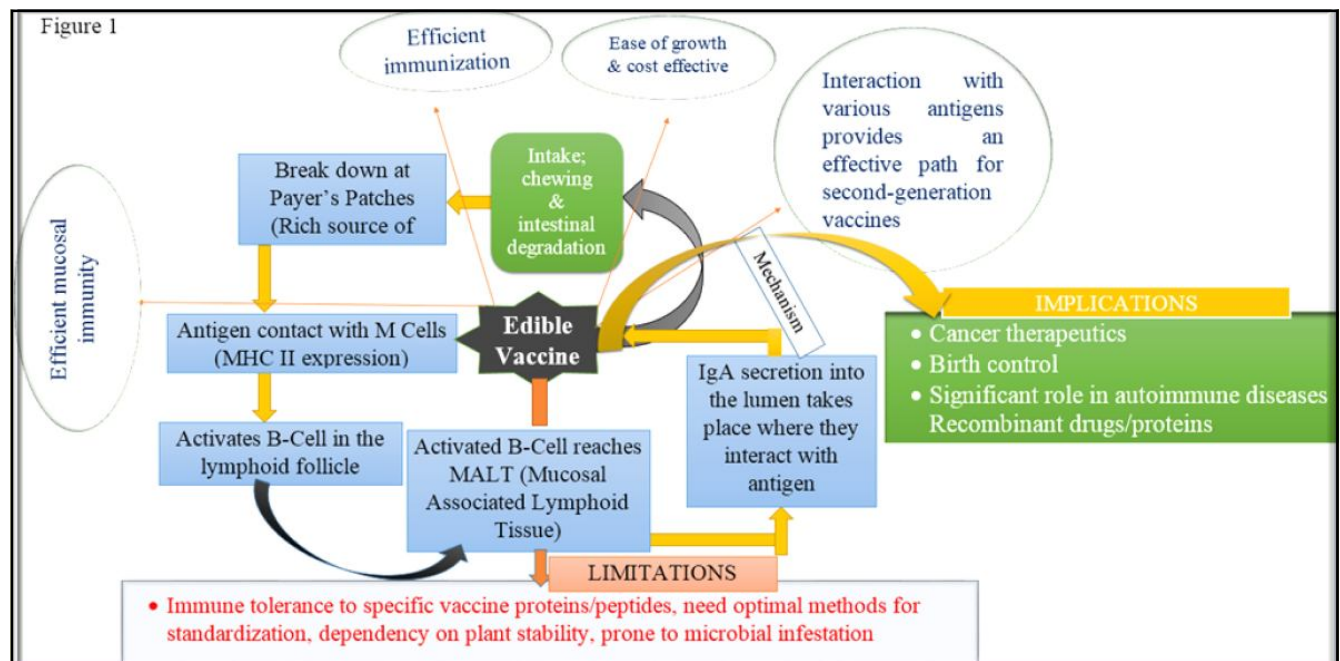 Figure 1
Efficient
immunization
Ease of growth
& cost effective
Interaction with
various antigens
provides an
effective path for
second-generation
vaccines
Efficient mucosal
immunity
Break down at
Payer's Patches
(Rich source of
Intake;
chewing
&
intestinal
degradation
Mechanism
Edible
Vaccine
Antigen contact with M Cells
(MHC II expression)
Activates B-Cell in the
lymphoid follicle
Activated B-Cell reaches
MALT (Mucosal
Associated Lymphoid
Tissue)
IgA secretion into
the lumen takes
place where they
interact with
antigen
IMPLICATIONS
• Cancer therapeutics
• Birth control
• Significant role in autoimmune diseases
Recombinant drugs/proteins
LIMITATIONS
• Immune tolerance to specific vaccine proteins/peptides, need optimal methods for
standardization, dependency on plant stability, prone to microbial infestation